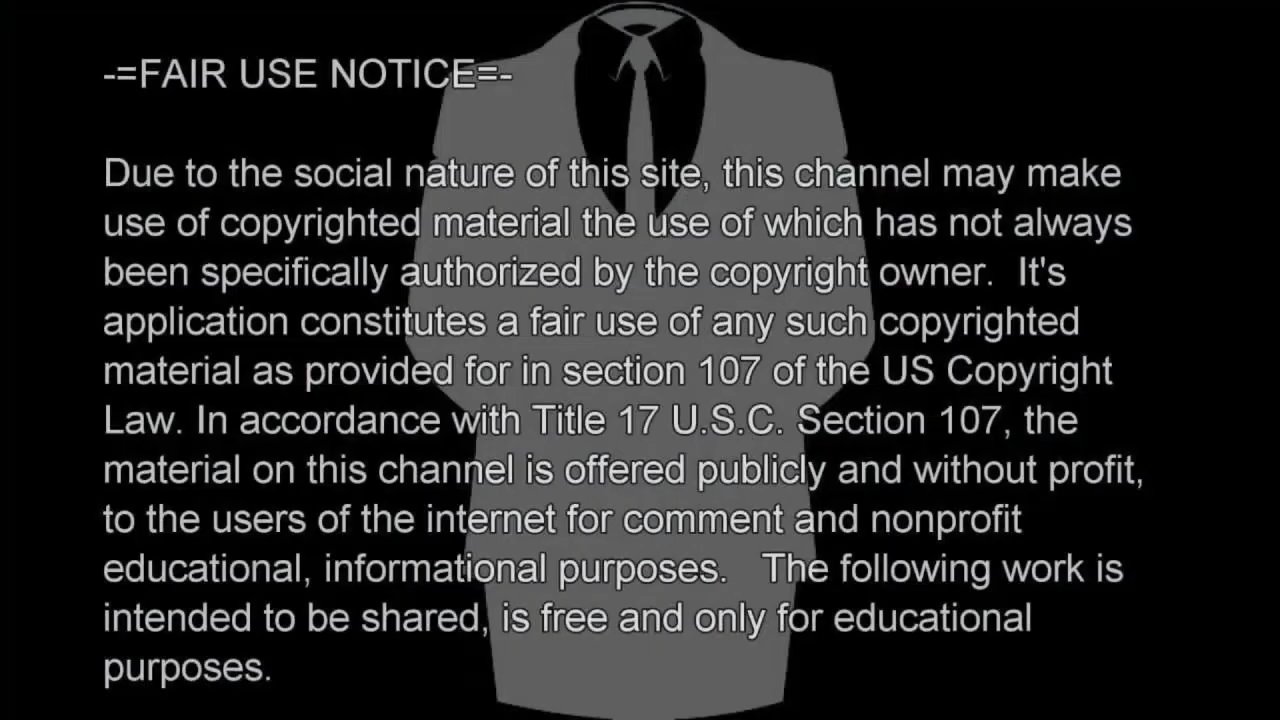 -=FAIR USE NOTICE=-
Due to the social nature of this site, this channel may make
use of copyrighted material the use of which has not always
been specifically authorized by the copyright owner.  It's
application constitutes a fair use of any such copyrighted
material as provided for in section 107 of the US Copyright
Law. In accordance with Title 17 U.S.C. Section 107, the
material on this channel is offered publicly and without profit,
to the users of the internet for comment and nonprofit
educational, informational purposes.   The following work is
intended to be shared, is free and only for educational
purposes.